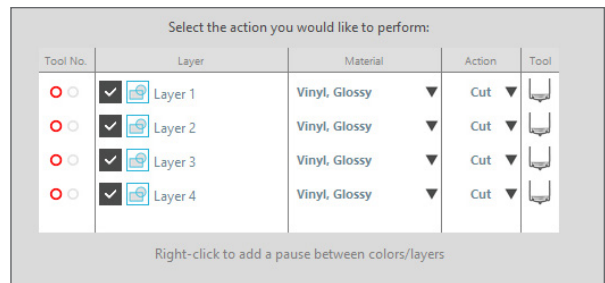 Select the action you would like to perform:
Tool No. Layer Material Action Tool
Layer 1 Vinyl, Glossy Cut
Layer 2 Vinyl, Glossy Cut
Layer 3 Vinyl, Glossy Cut
Layer 4 Vinyl, Glossy Cut
Right-click to add a pause between colors/layers